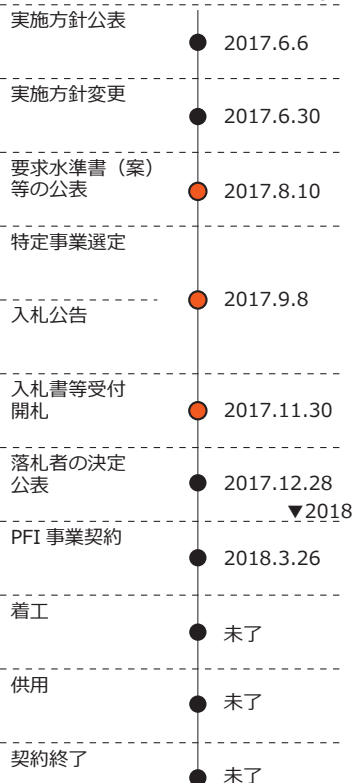 実施方針公表
2017.6.6
実施方針変更
2017.6.30
要求水準書（案）
等の公表
2017.8.10
特定事業選定
2017.9.8
入札公告
入札書等受付
開札
2017.11.30
落札者の決定
公表
2017.12.28
▼2018
PFI 事業契約
2018.3.26
着工
未了
供用
未了
契約終了
未了